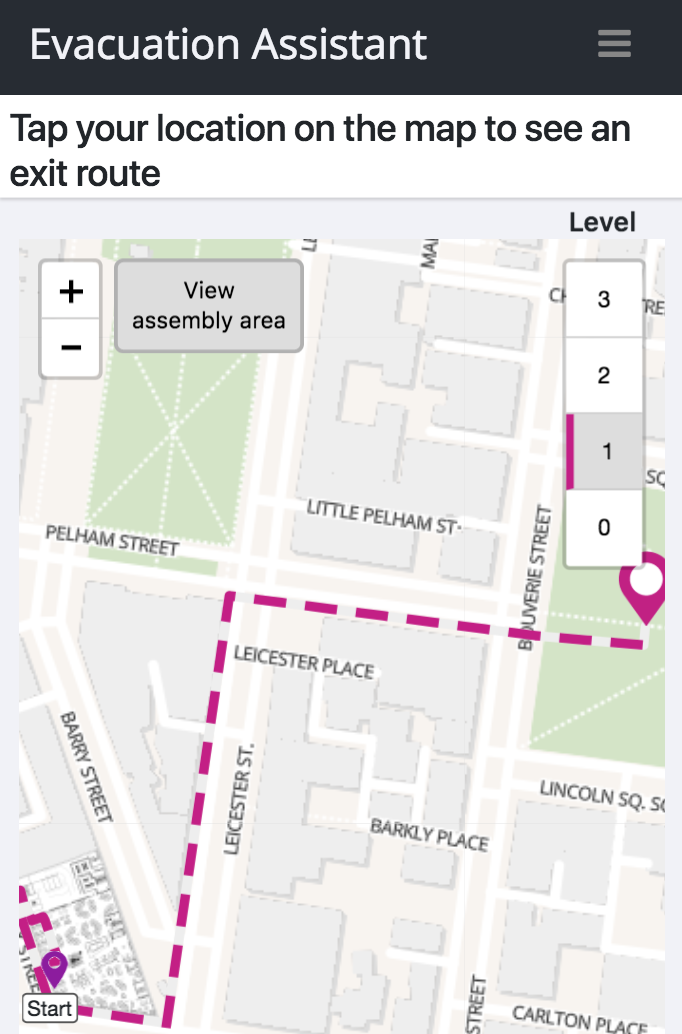 Evacuation Assistant
Tap your location on the map to see an
exit route
Level
+
−
View
assembly area
3
2
1
0
LITTLE PELHAM ST
PELHAM STREET
BOUVERIE STREET
LEICESTER PLACE
BARRY STREET
LEICESTER ST.
LINCOLN SQ. SO
BARKLY PLACE
Start
STREET
CARLTON PLACE